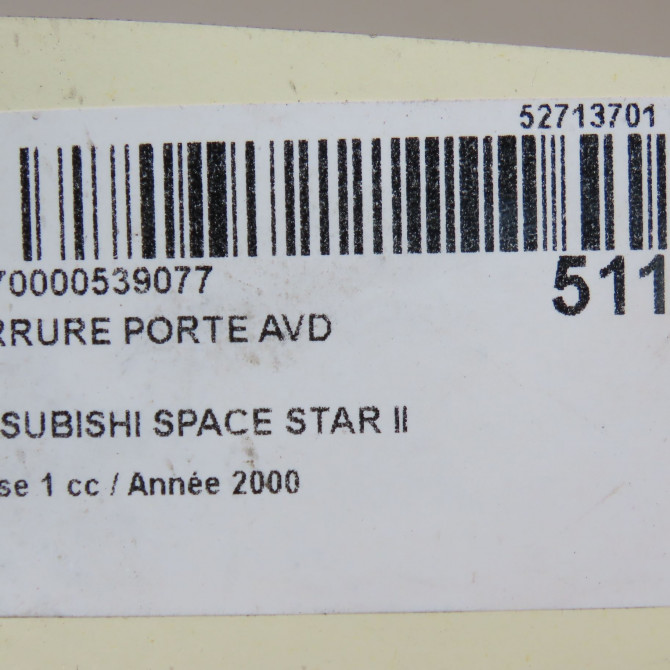 52713701
70000539077
511
RRURE PORTE AVD
SUBISHI SPACE STAR II
se 1 cc / Année 2000